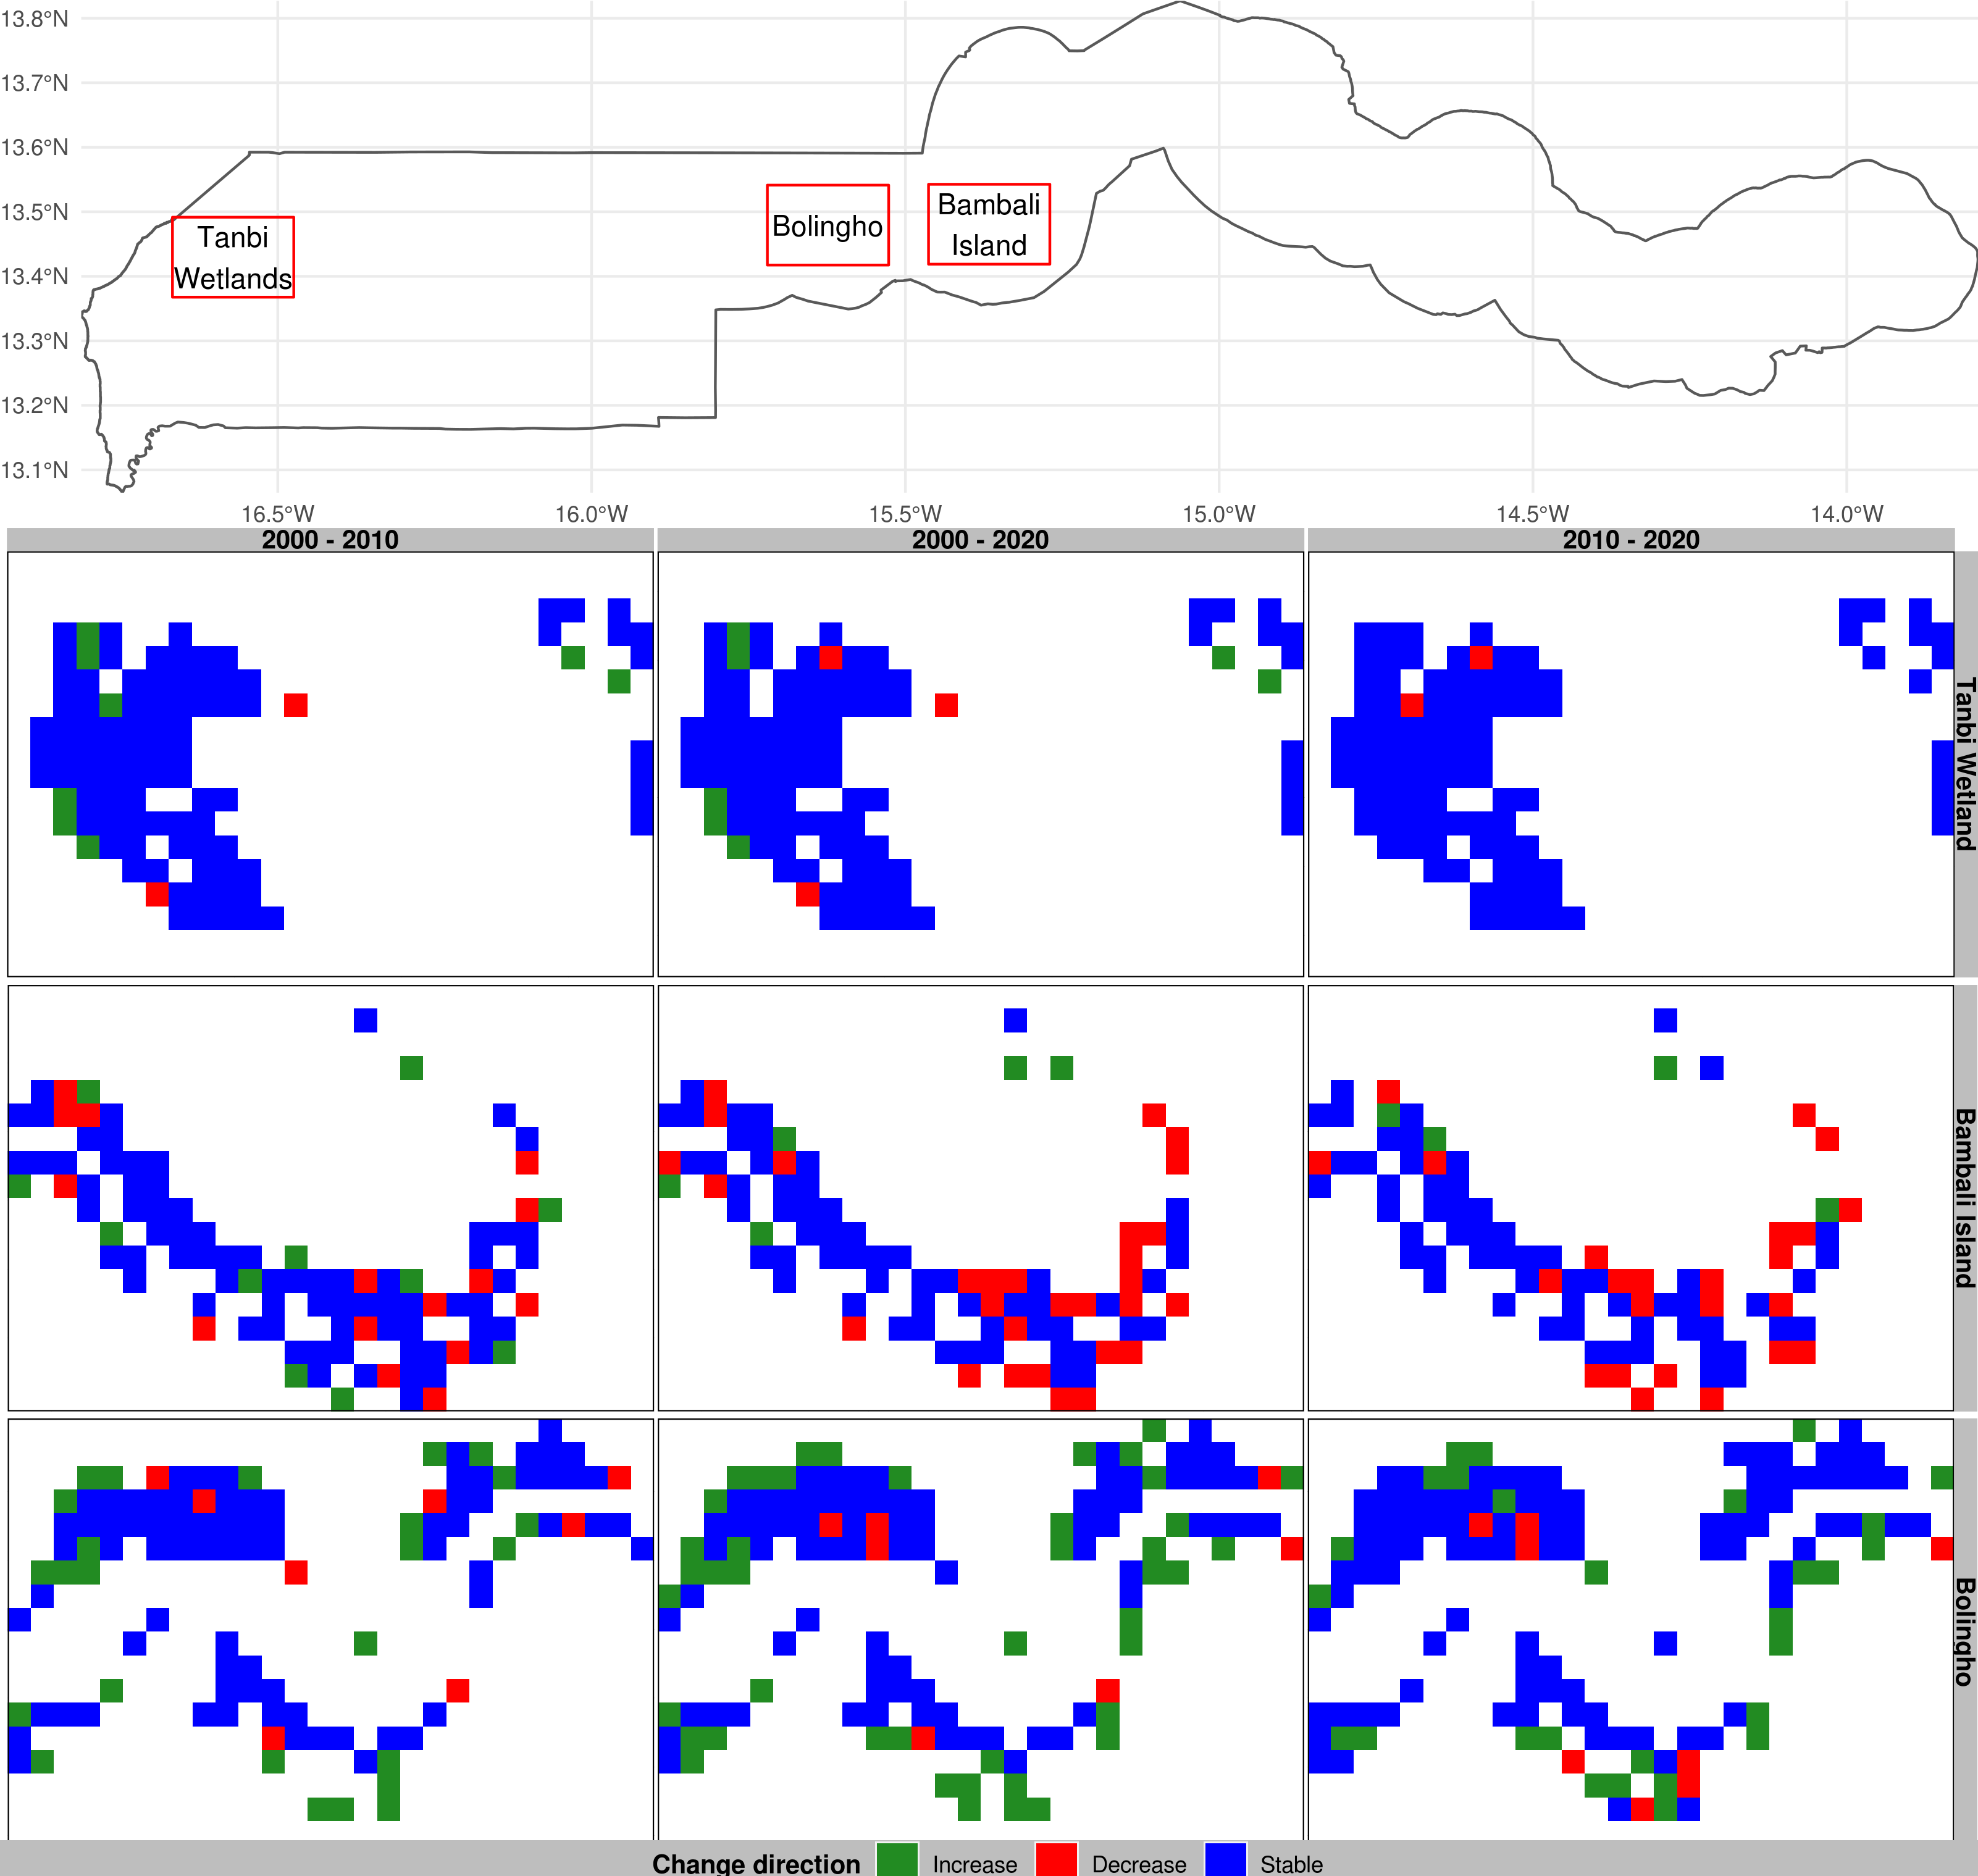 13.8°N
13.7°N
13.6°N
13.5°N
13.4°N
13.3°N
13.2°N
13.1°N
Tanbi
Wetlands
Bolingho
Bambali
Island
16.5°W 16.0°W 15.5°W 15.0°W 14.5°W 14.0°W
2000 - 2010 2000 - 2020 2010 - 2020
Tanbi Wetland
Bambali Island
Bolingho
Change direction Increase Decrease Stable